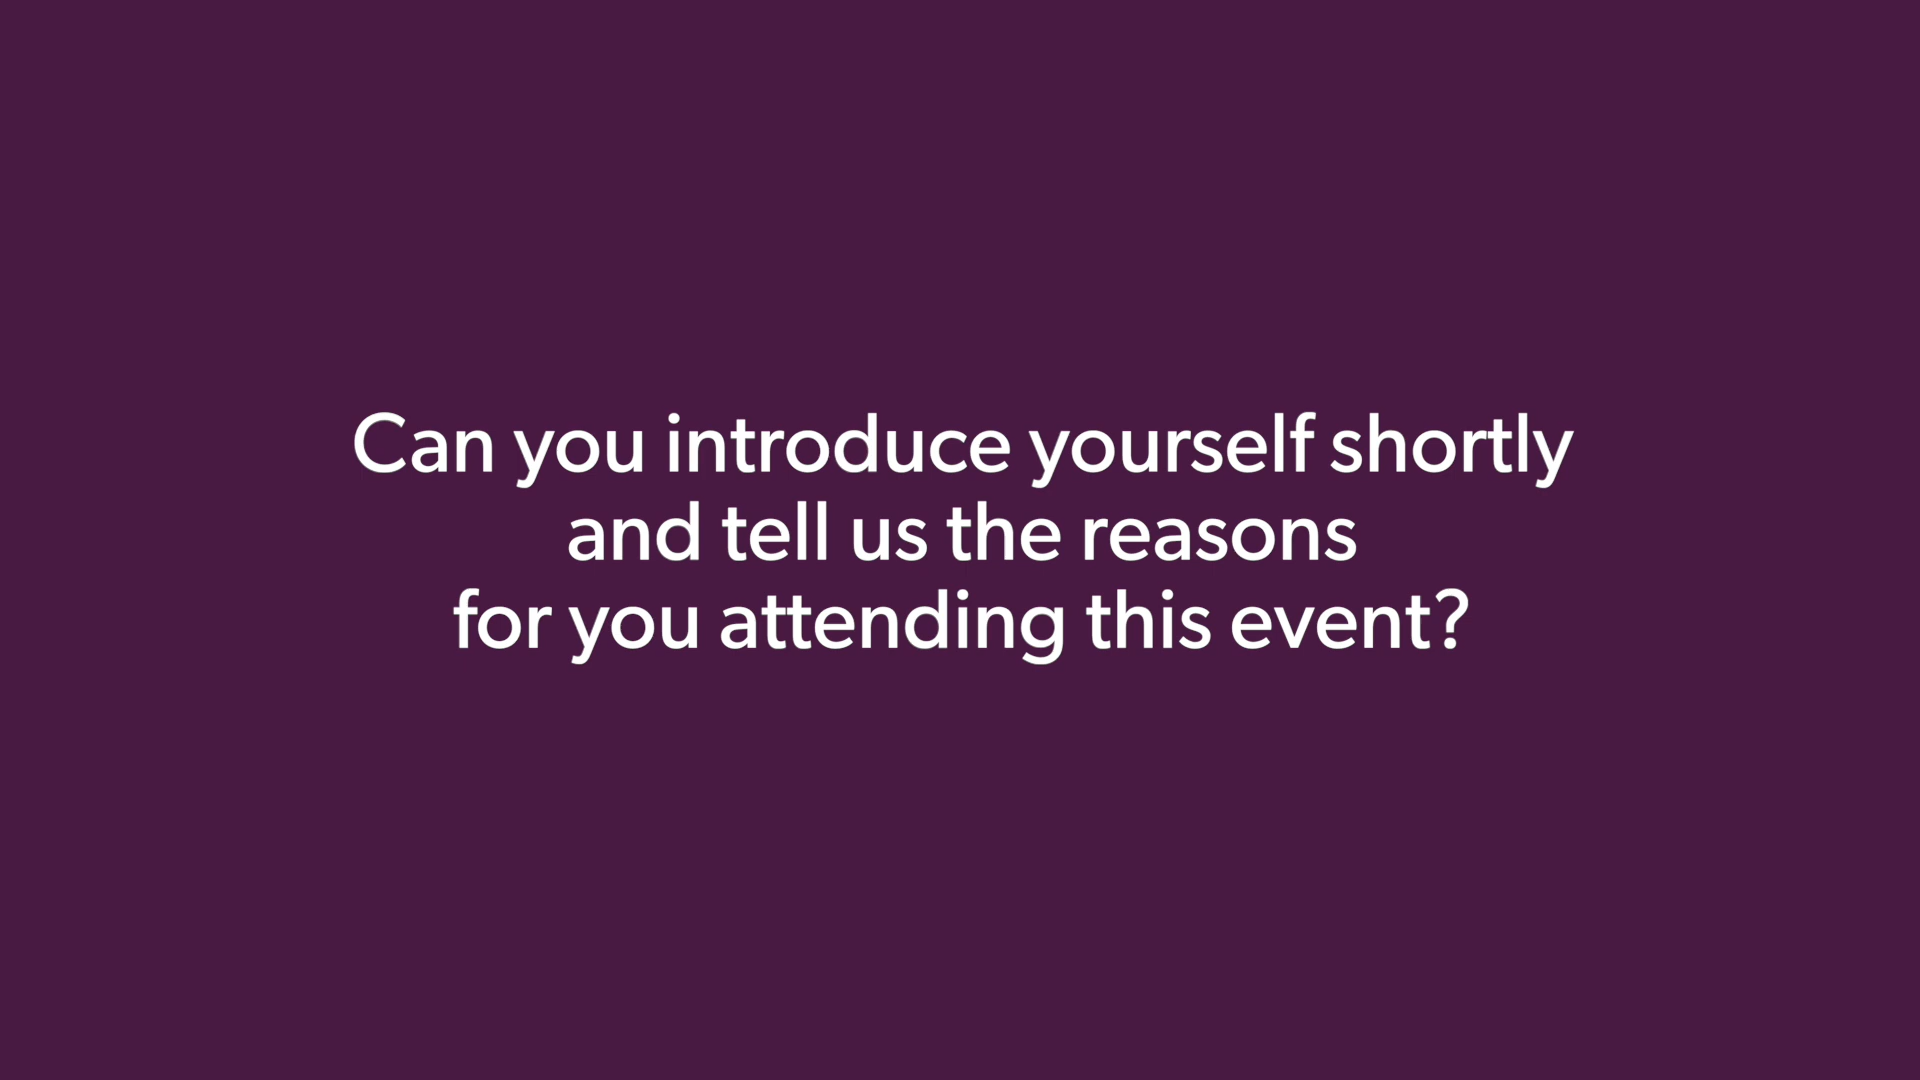 Can you introduce yourself shortly
and tell us the reasons
for you attending this event?